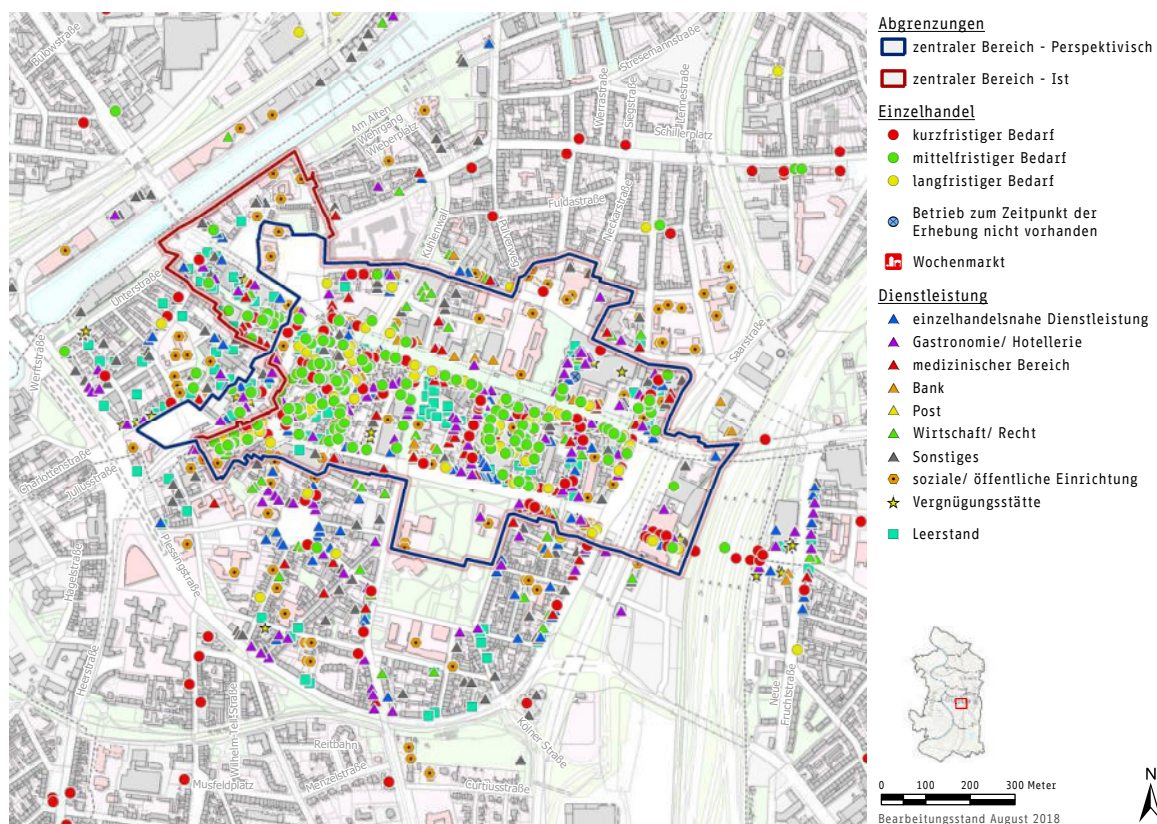 Abgrenzungen
zentraler Bereich - Perspektivisch
zentraler Bereich - Ist
Einzelhandel
kurzfristiger Bedarf
mittelfristiger Bedarf
langfristiger Bedarf
Betrieb zum Zeitpunkt der
Erhebung nicht vorhanden
Wochenmarkt
Dienstleistung
einzelhandelsnahe Dienstleistung
Gastronomie/ Hotellerie
medizinischer Bereich
Bank
Post
Wirtschaft/ Recht
Sonstiges
soziale/ öffentliche Einrichtung
Vergnügungsstätte
Leerstand
0 100 200 300 Meter
Bearbeitungsstand August 2018
N
Bülowstraße
Stresemannstraße
Werrastraße
Siegstraße
Lennestraße
Schillerplatz
Am Alten
Wehrgang
Wieberplatz
Fuldastraße
Neckarstraße
Kuhlenwall
Pulverweg
Unterstraße
Saarstraße
Charlottenstraße
Juliusstraße
Plessingstraße
Hagelstraße
Heerstraße
Wilhelm-Tell-Straße
Reitbahn
Menzelstraße
Musfeldplatz
Kölner Straße
Curtiusstraße
Neue
Fruchtstraße